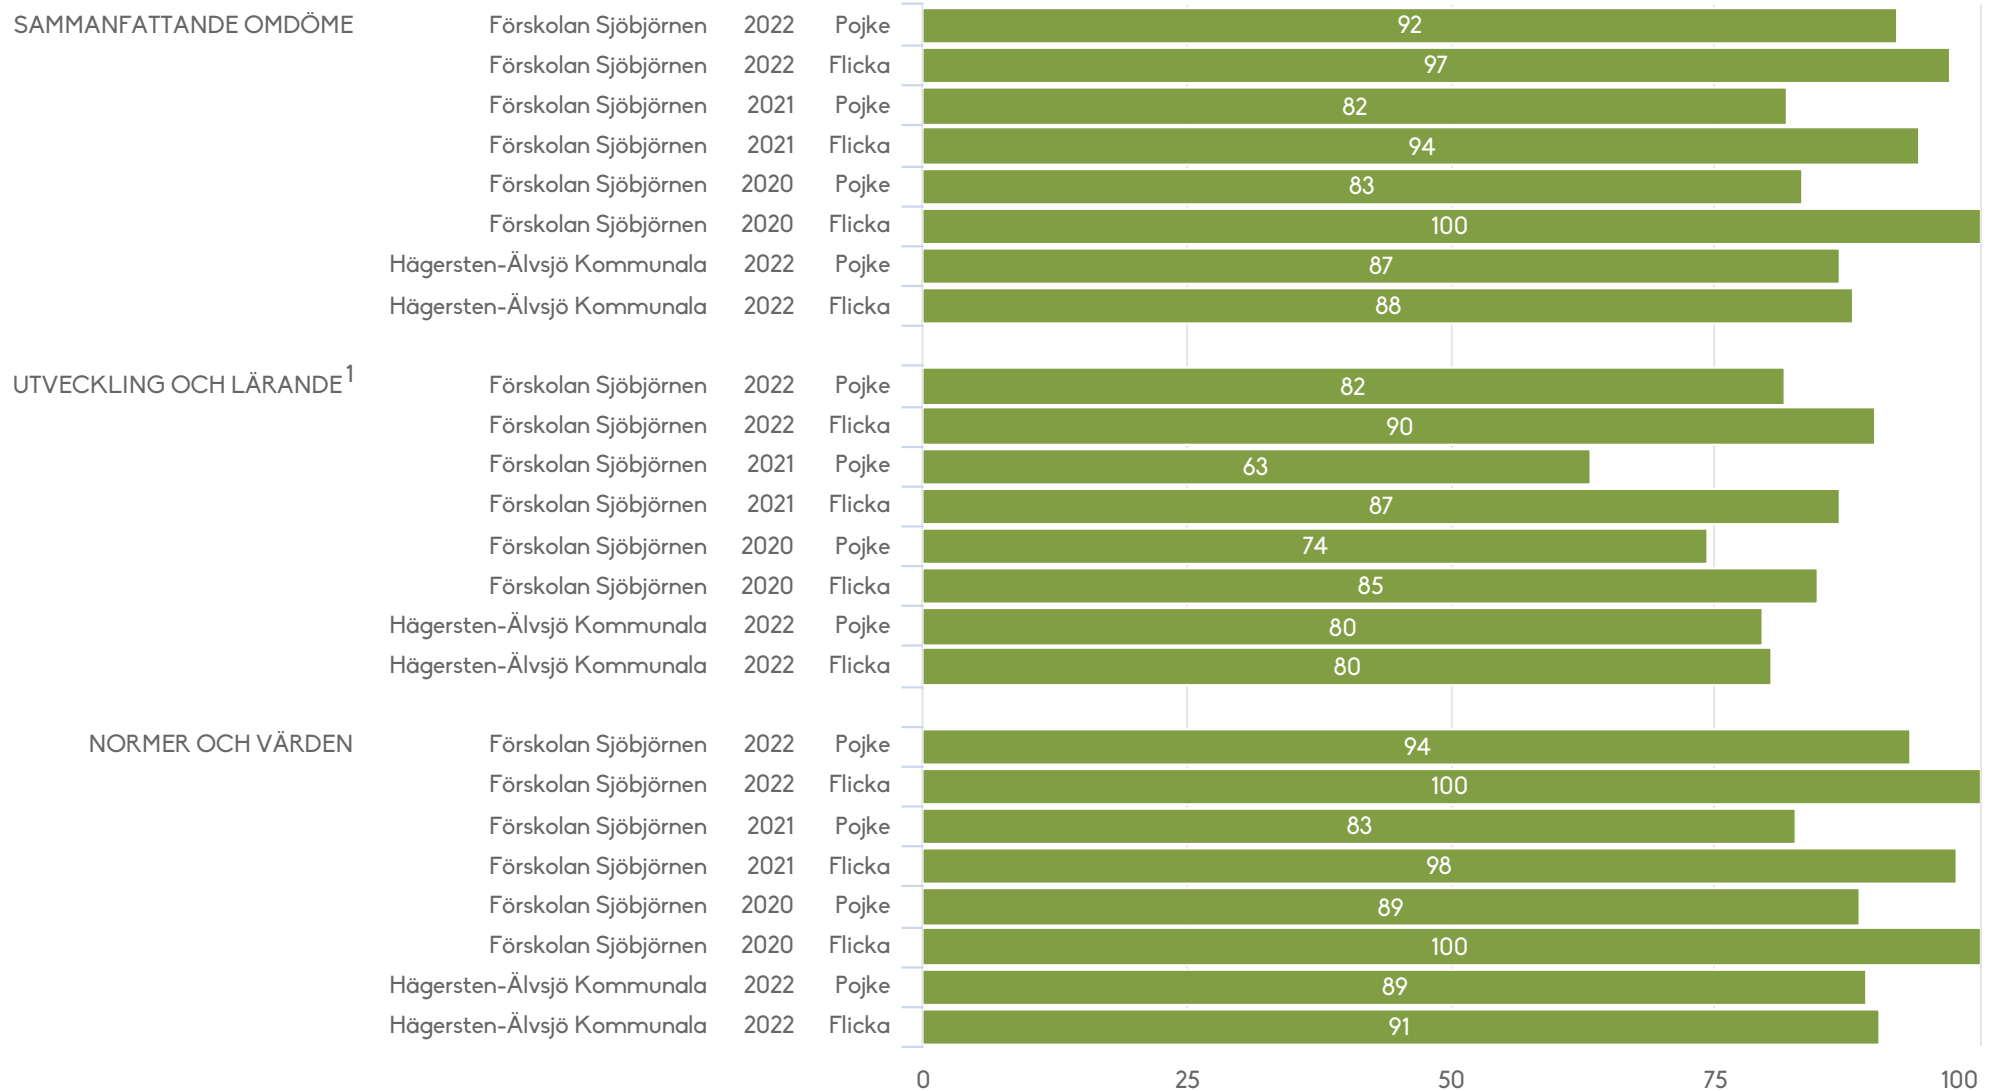 SAMMANFATTANDE OMDÖME Förskolan Sjöbjörnen 2022 Pojke 92
Förskolan Sjöbjörnen 2022 Flicka 97
Förskolan Sjöbjörnen 2021 Pojke 82
Förskolan Sjöbjörnen 2021 Flicka 94
Förskolan Sjöbjörnen 2020 Pojke 83
Förskolan Sjöbjörnen 2020 Flicka 100
Hägersten-Älvsjö Kommunala 2022 Pojke 87
Hägersten-Älvsjö Kommunala 2022 Flicka 88
UTVECKLING OCH LÄRANDE¹ Förskolan Sjöbjörnen 2022 Pojke 82
Förskolan Sjöbjörnen 2022 Flicka 90
Förskolan Sjöbjörnen 2021 Pojke 63
Förskolan Sjöbjörnen 2021 Flicka 87
Förskolan Sjöbjörnen 2020 Pojke 74
Förskolan Sjöbjörnen 2020 Flicka 85
Hägersten-Älvsjö Kommunala 2022 Pojke 80
Hägersten-Älvsjö Kommunala 2022 Flicka 80
NORMER OCH VÄRDEN Förskolan Sjöbjörnen 2022 Pojke 94
Förskolan Sjöbjörnen 2022 Flicka 100
Förskolan Sjöbjörnen 2021 Pojke 83
Förskolan Sjöbjörnen 2021 Flicka 98
Förskolan Sjöbjörnen 2020 Pojke 89
Förskolan Sjöbjörnen 2020 Flicka 100
Hägersten-Älvsjö Kommunala 2022 Pojke 89
Hägersten-Älvsjö Kommunala 2022 Flicka 91
0 25 50 75 100